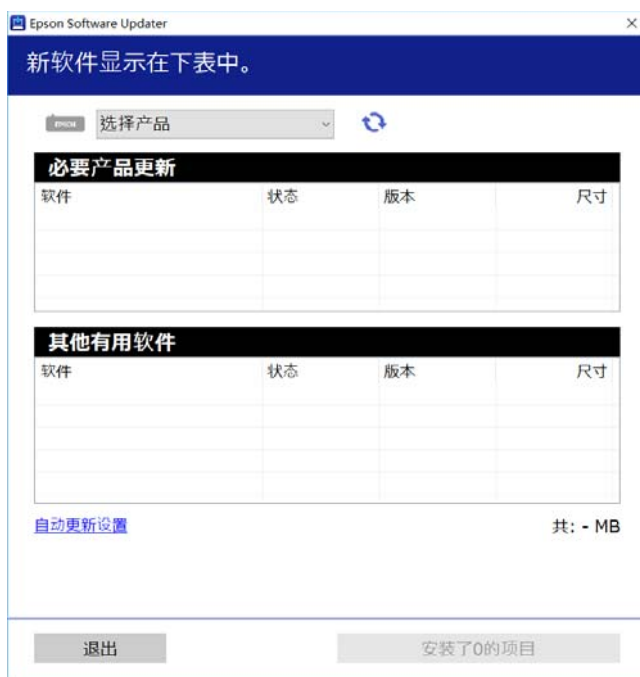 Epson Software Updater
新软件显示在下表中。
EPSON 选择产品
必要产品更新
软件 状态 版本 尺寸
其他有用软件
软件 状态 版本 尺寸
自动更新设置 共: - MB
退出 安装了0的项目